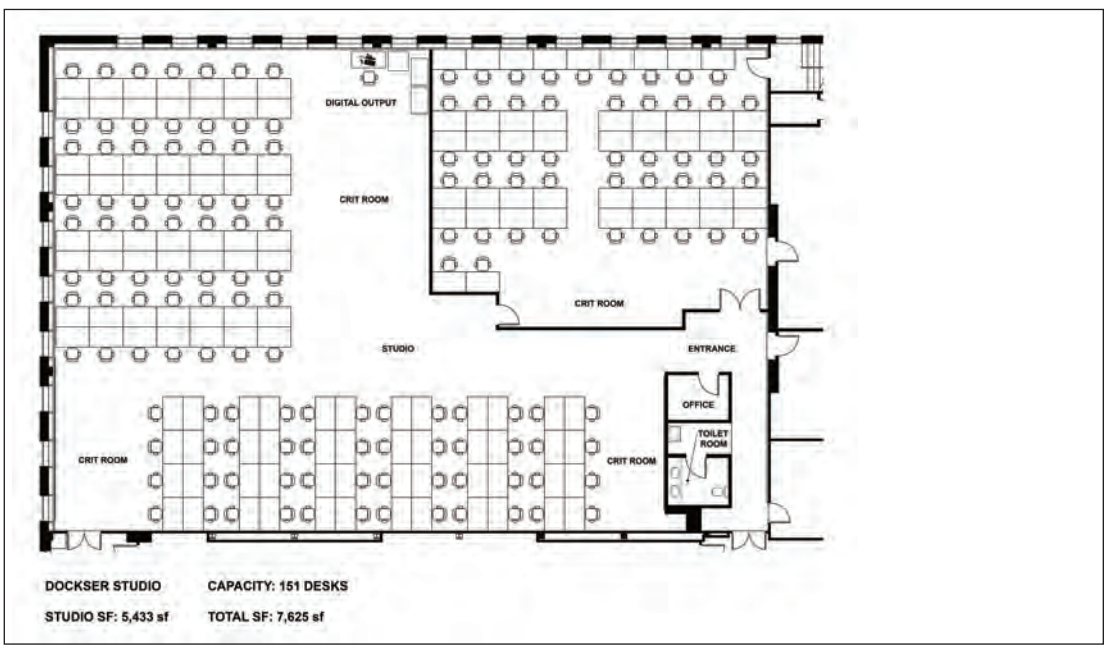 DIGITAL OUTPUT
CRIT ROOM
CRIT ROOM
STUDIO
ENTRANCE
OFFICE
TOILET
ROOM
CRIT ROOM
CRIT ROOM
DOCKSER STUDIO
CAPACITY: 151 DESKS
STUDIO SF: 5,433 sf
TOTAL SF: 7,625 sf